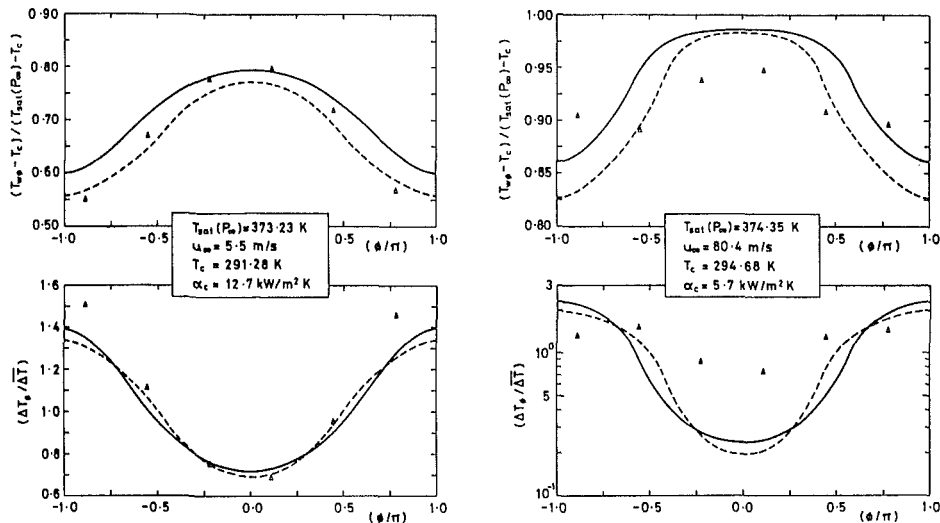 0·90
0·80
0·70
0·60
0·50
(T_wφ − T_c) / (T_sat(P_∞) − T_c)
-1·0
-0·5
0·5
(φ/π)
1·0
T_sat(P_∞) = 373·23 K
u_∞ = 5·5 m/s
T_c = 291·28 K
α_c = 12·7 kW/m² K
1·6
1·4
1·2
1·0
0·8
0·6
(ΔT_φ / ΔT̅)
-1·0
-0·5
0·0
0·5
(φ/π)
1·0
1·00
0·95
0·90
0·85
0·80
(T_wφ − T_c) / (T_sat(P_∞) − T_c)
-1·0
-0·5
0·5
(φ/π)
1·0
T_sat(P_∞) = 374·35 K
u_∞ = 80·4 m/s
T_c = 294·68 K
α_c = 5·7 kW/m² K
3
10⁰
5
10⁻¹
(ΔT_φ / ΔT̅)
-1·0
-0·5
0·0
0·5
(φ/π)
1·0